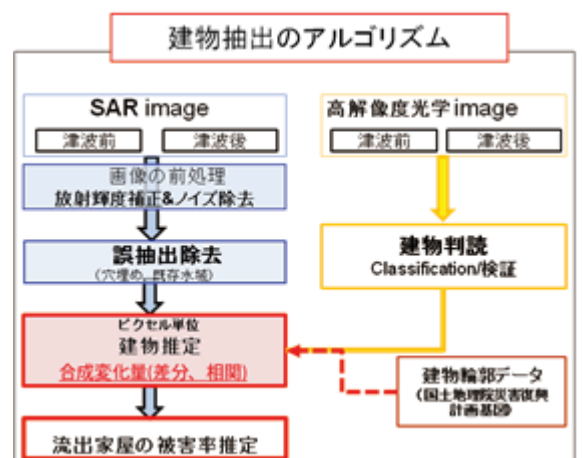 建物抽出のアルゴリズム
SAR image
津波前
津波後
画像の前処理
放射輝度補正&ノイズ除去
誤抽出除去
(穴埋め、既存水域)
ピクセル単位
建物推定
合成変化量(差分、相関)
流出家屋の被害率推定
高解像度光学image
津波前
津波後
建物判読
Classification/検証
建物輪郭データ
(国土地理院災害復興
計画基図)